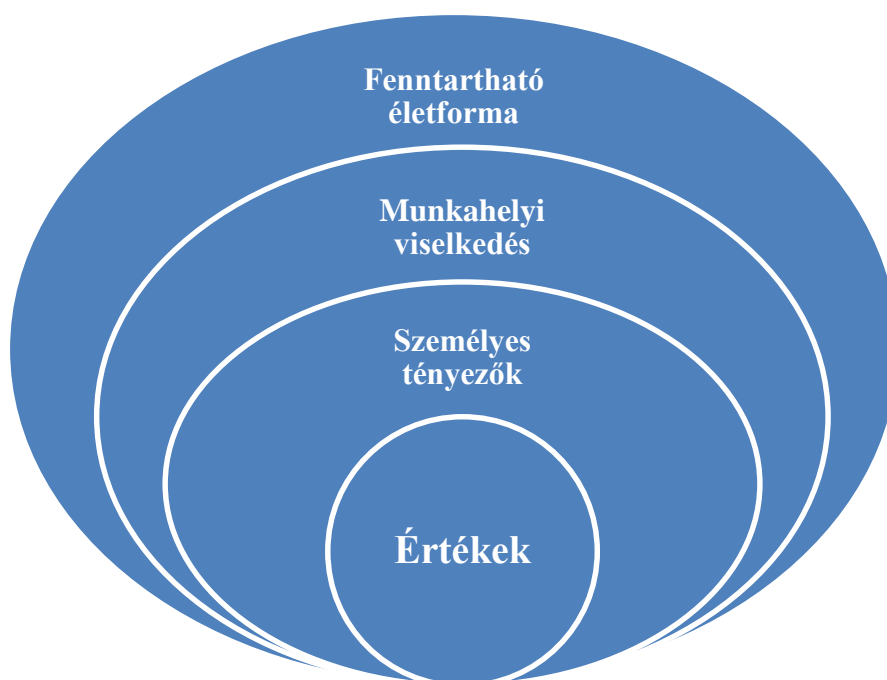 Fenntartható
életforma
Munkahelyi
viselkedés
Személyes
tényezők
Értékek